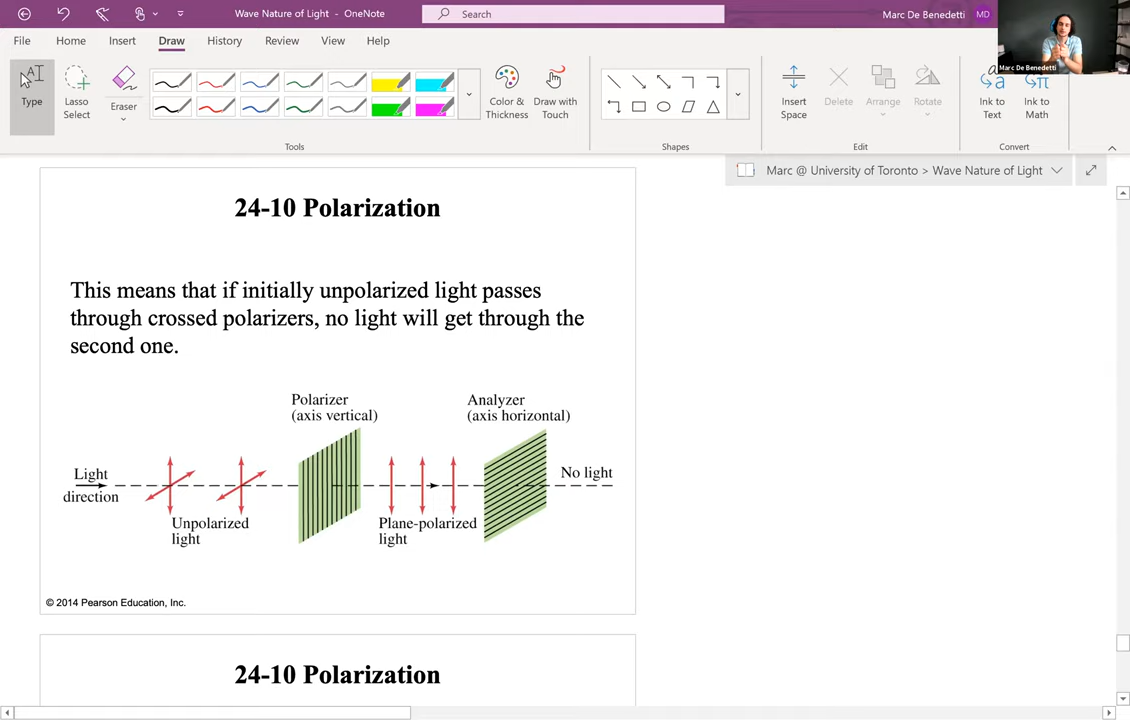 Wave Nature of Light - OneNote
Search
Marc De Benedetti
MD
Marc De Benedetti
File
Home
Insert
Draw
History
Review
View
Help
Type
Lasso
Select
Eraser
Color &
Thickness
Draw with
Touch
Insert
Space
Delete
Arrange
Rotate
Ink to
Text
Ink to
Math
Tools
Shapes
Edit
Convert
Marc @ University of Toronto > Wave Nature of Light
24-10 Polarization
This means that if initially unpolarized light passes
through crossed polarizers, no light will get through the
second one.
Polarizer
(axis vertical)
Analyzer
(axis horizontal)
Light
direction
No light
Unpolarized
light
Plane-polarized
light
© 2014 Pearson Education, Inc.
24-10 Polarization